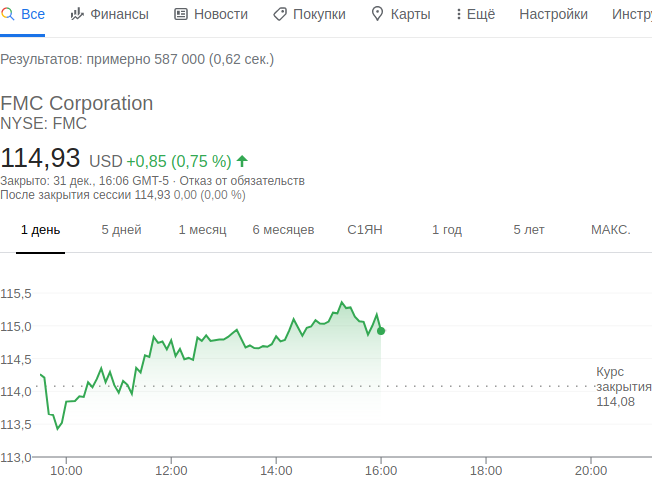 Все Финансы Новости Покупки Карты Ещё Настройки Инстру
Результатов: примерно 587 000 (0,62 сек.)
FMC Corporation
NYSE: FMC
114,93 USD +0,85 (0,75 %)
Закрыто: 31 дек., 16:06 GMT-5 · Отказ от обязательств
После закрытия сессии 114,93 0,00 (0,00 %)
1 день 5 дней 1 месяц 6 месяцев С1ЯН 1 год 5 лет МАКС.
115,5
115,0
114,5
114,0
113,5
113,0
Курс
закрытия
114,08
10:00 12:00 14:00 16:00 18:00 20:00